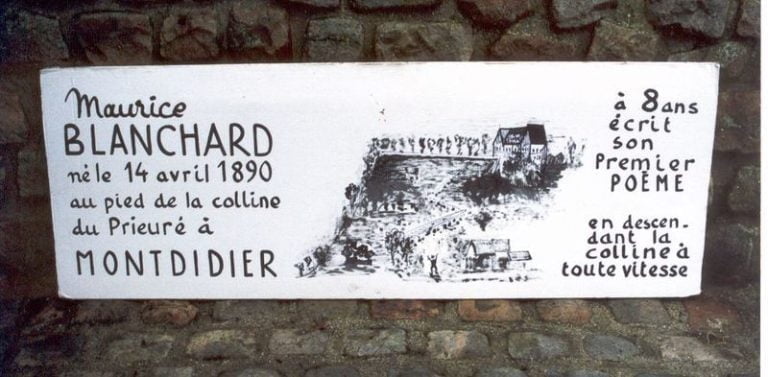 Maurice
BLANCHARD
né le 14 avril 1890
au pied de la colline
du Prieuré à
MONTDIDIER
à 8 ans
écrit
son
Premier
POÈME
en descen-
dant la
colline à
toute vitesse